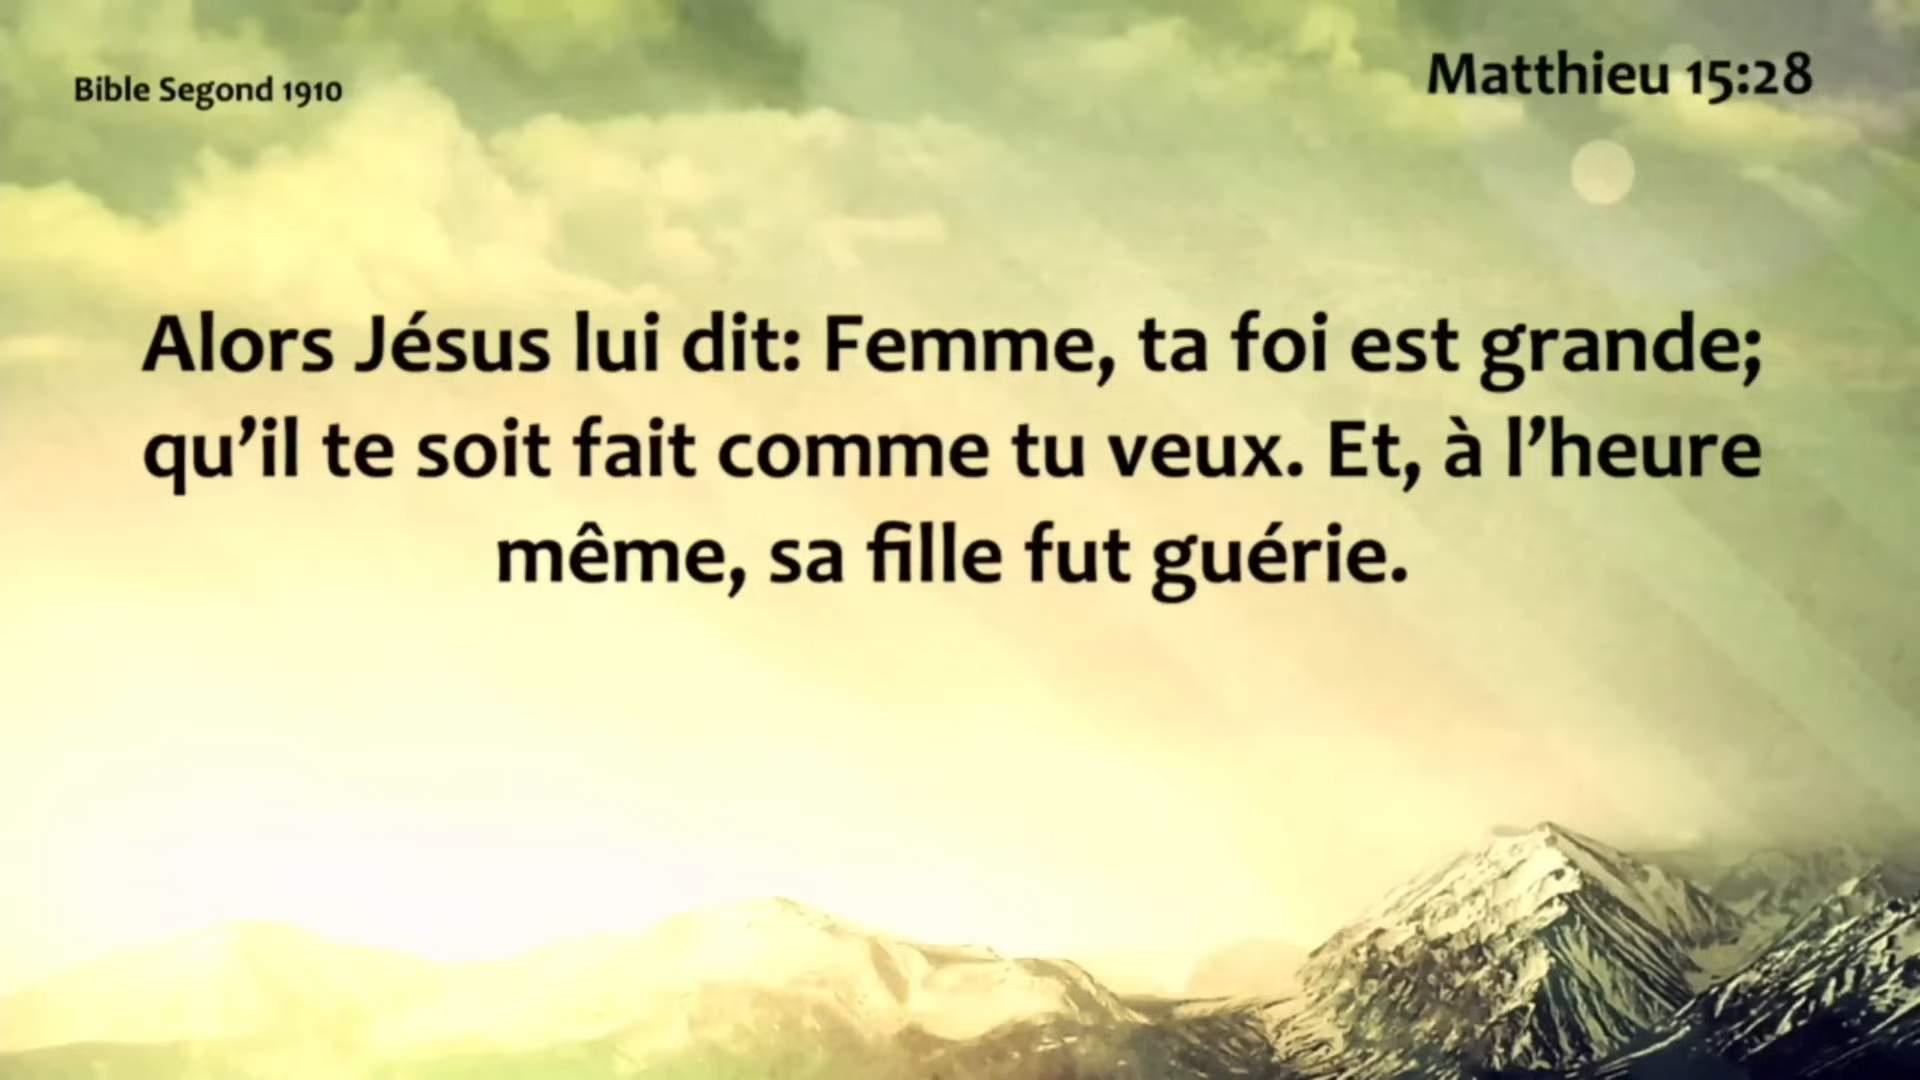 Bible Segond 1910
Matthieu 15:28
Alors Jésus lui dit: Femme, ta foi est grande;
qu’il te soit fait comme tu veux. Et, à l’heure
même, sa fille fut guérie.